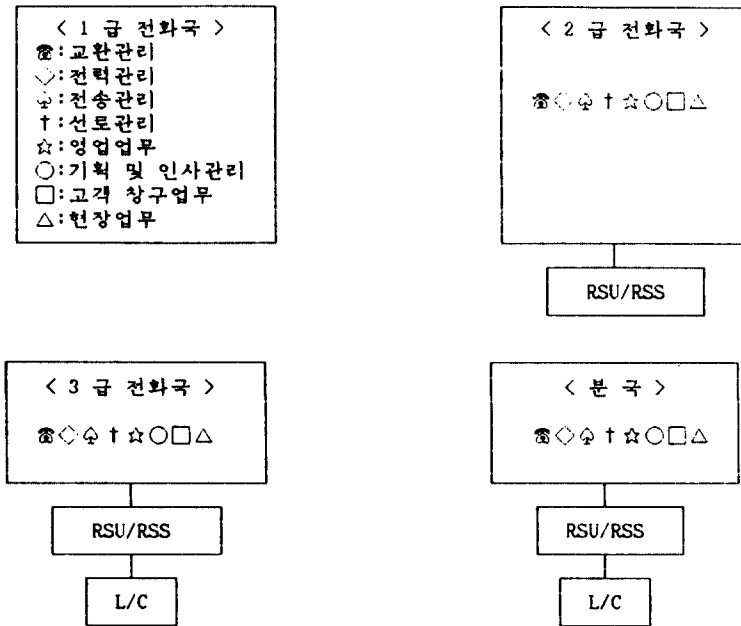 < 1 급 전화국 >
☎:교환관리
◇:전력관리
♤:전송관리
†:선로관리
☆:영업업무
○:기획 및 인사관리
□:고객 창구업무
△:현장업무
< 2 급 전화국 >
☎◇♤†☆○□△
RSU/RSS
< 3 급 전화국 >
☎◇♤†☆○□△
RSU/RSS
L/C
< 분 국 >
☎◇♤†☆○□△
RSU/RSS
L/C